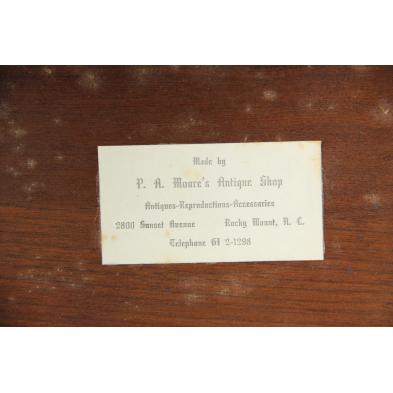 Made by
P. A. Moore's Antique Shop
Antiques-Reproductions-Accessories
2800 Sunset Avenue Rocky Mount, N. C.
Telephone GI 2-1298